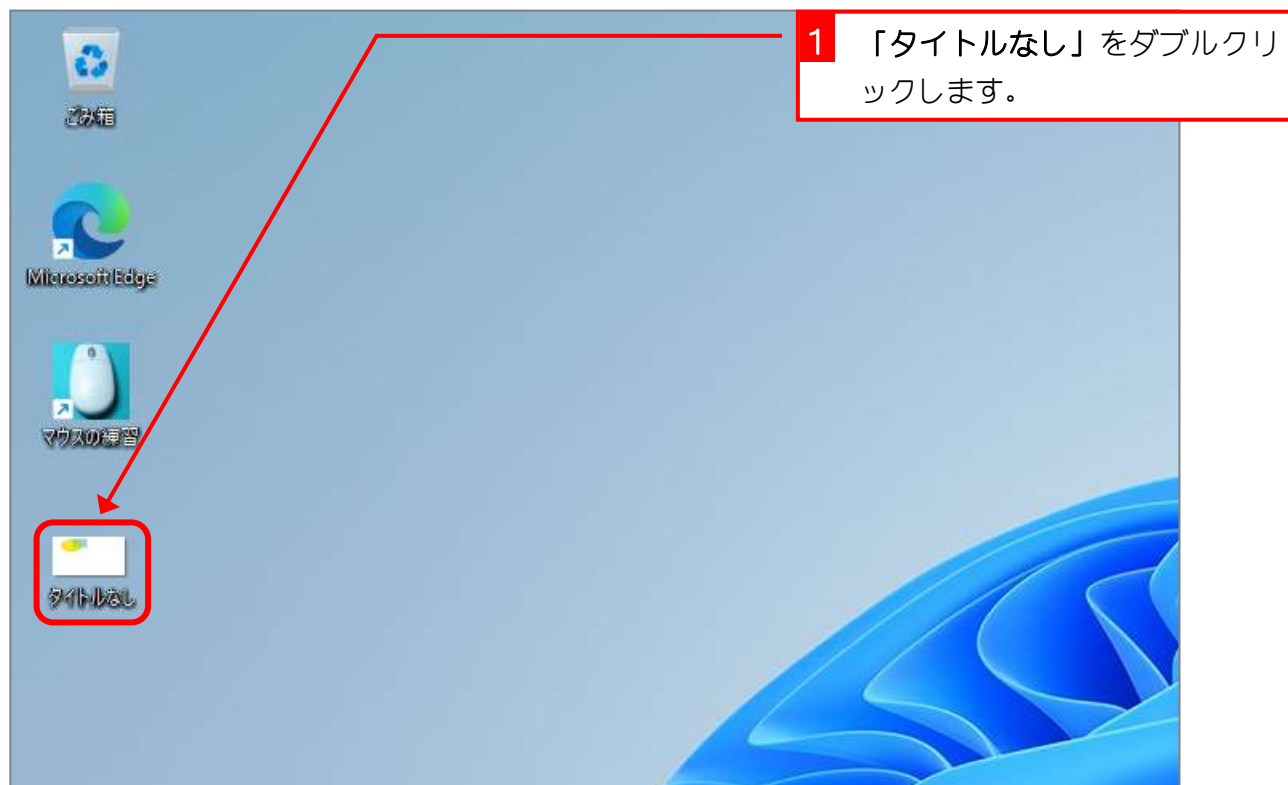 1 「タイトルなし」をダブルクリ
ックします。
ごみ箱
Microsoft Edge
マウスの練習
タイトルなし